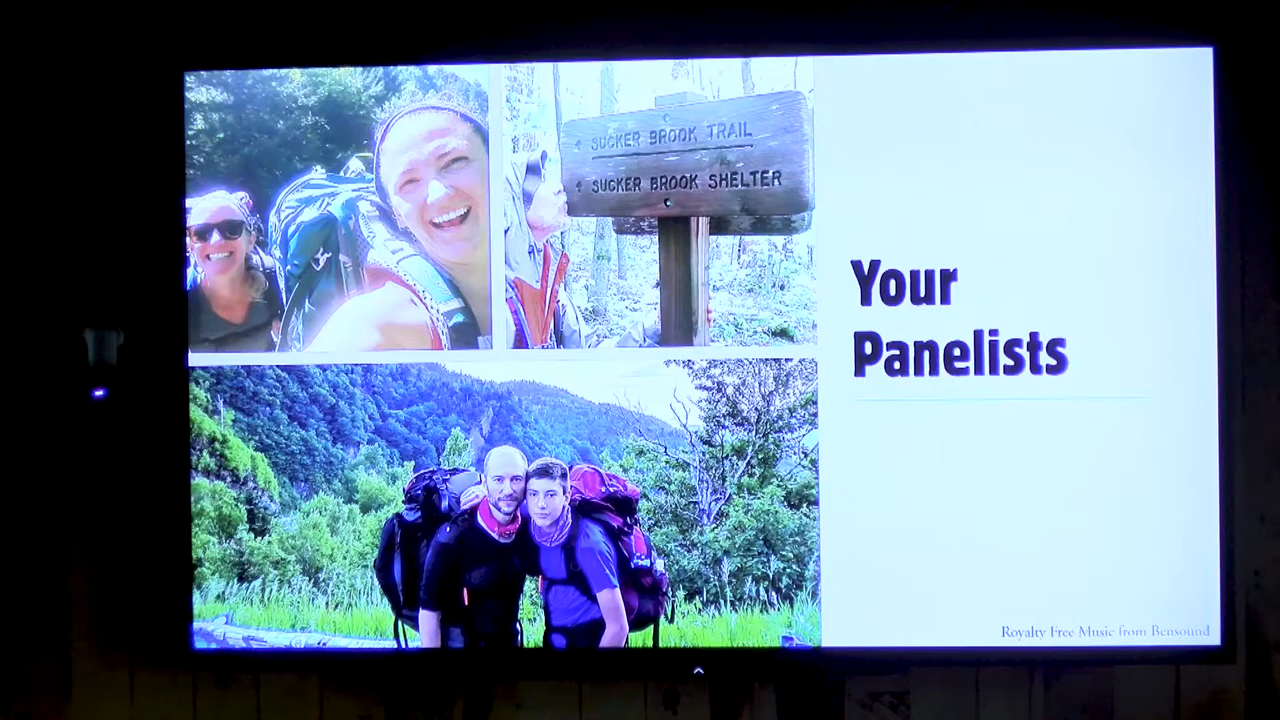 SUCKER BROOK TRAIL
SUCKER BROOK SHELTER
Your
Panelists
Royalty Free Music from Bensound